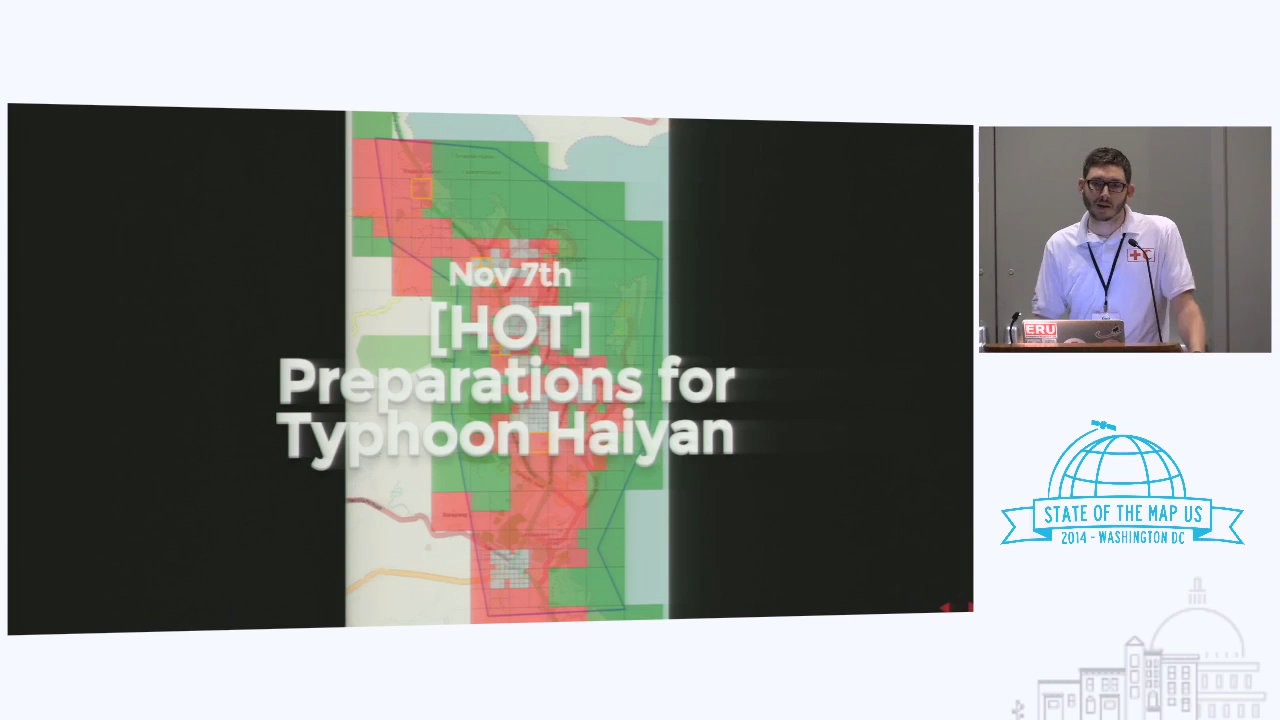 Nov 7th
[HOT]
Preparations for
Typhoon Haiyan
ERU
STATE OF THE MAP US
2014 - WASHINGTON DC